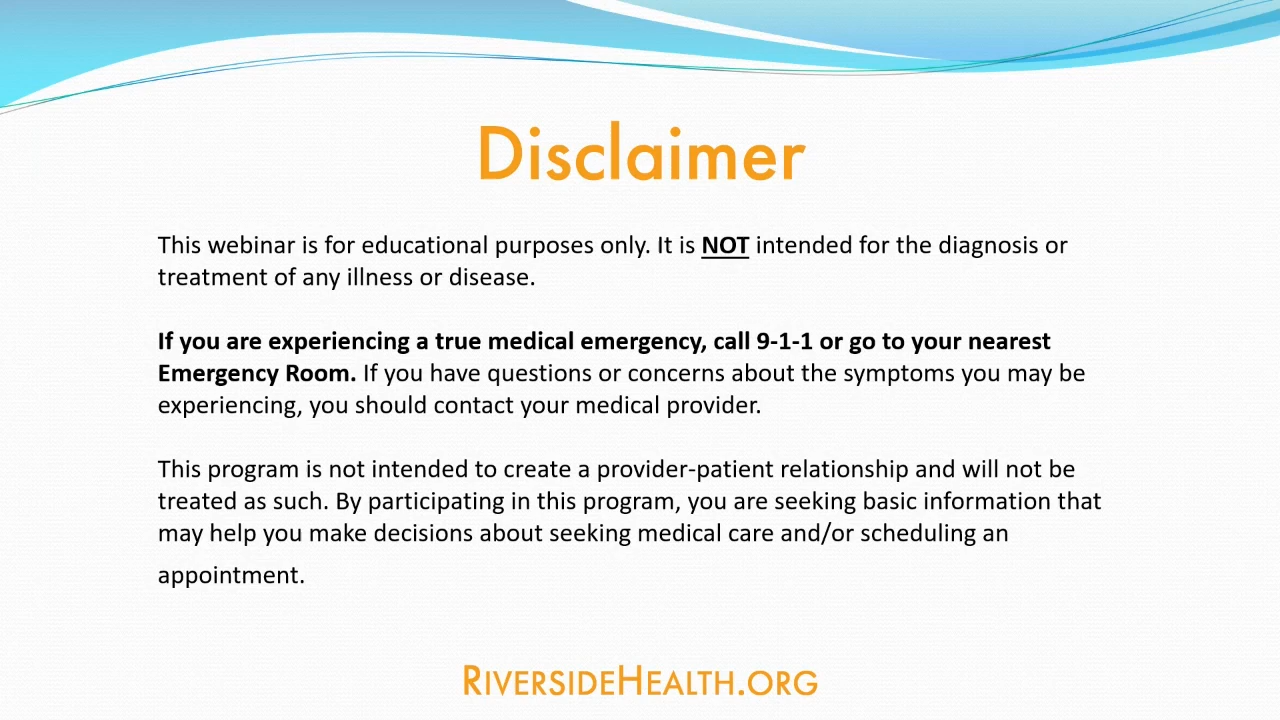 Disclaimer
This webinar is for educational purposes only. It is NOT intended for the diagnosis or
treatment of any illness or disease.
If you are experiencing a true medical emergency, call 9-1-1 or go to your nearest
Emergency Room. If you have questions or concerns about the symptoms you may be
experiencing, you should contact your medical provider.
This program is not intended to create a provider-patient relationship and will not be
treated as such. By participating in this program, you are seeking basic information that
may help you make decisions about seeking medical care and/or scheduling an
appointment.
RIVERSIDEHEALTH.ORG